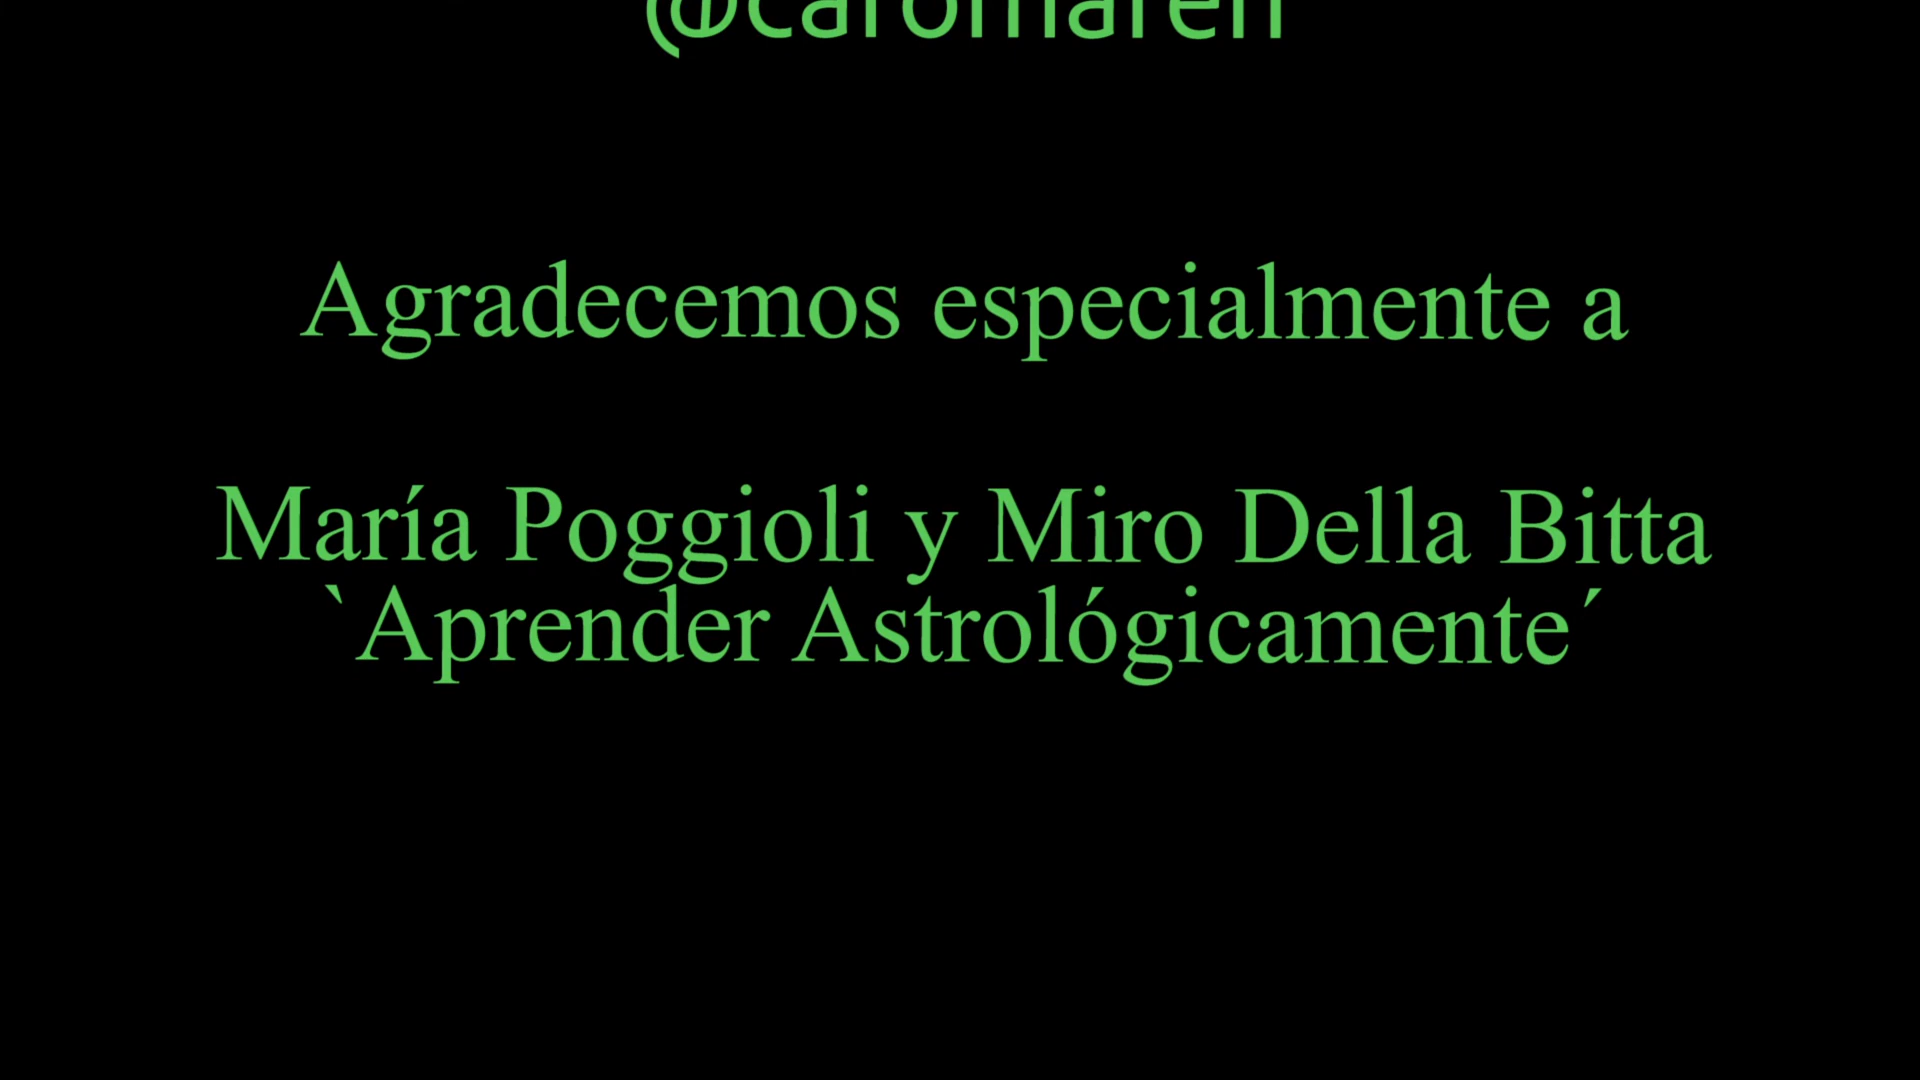 Agradecemos especialmente a
María Poggioli y Miro Della Bitta
`Aprender Astrológicamente´